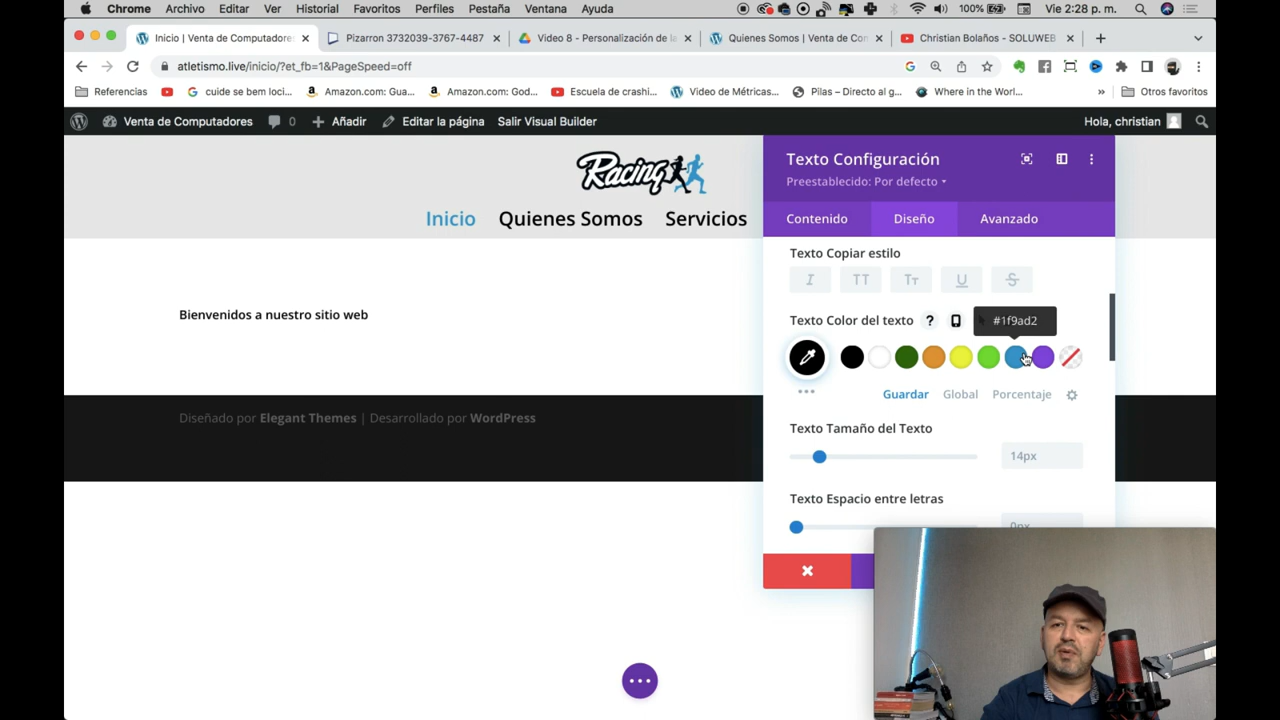 Chrome Archivo Editar Ver Historial Favoritos Perfiles Pestaña Ventana Ayuda 100% Vie 2:28 p. m.
Inicio | Venta de Computadores Pizarron 3732039-3767-4487 Video 8 - Personalización de la Quienes Somos | Venta de Con Christian Bolaños - SOLUWEB
atletismo.live/inicio/?et_fb=1&PageSpeed=off
Referencias cuide se bem loci... Amazon.com: Gua... Amazon.com: God... Escuela de crashi... Video de Métricas... Pilas – Directo al g... Where in the Worl... » Otros favoritos
Venta de Computadores 0 Añadir Editar la página Salir Visual Builder Hola, christian
Racing
Inicio Quienes Somos Servicios
Texto Configuración
Preestablecido: Por defecto
Contenido Diseño Avanzado
Texto Copiar estilo
I TT Tт U S
Bienvenidos a nuestro sitio web
Texto Color del texto ? #1f9ad2
Guardar Global Porcentaje
Diseñado por Elegant Themes | Desarrollado por WordPress
Texto Tamaño del Texto
14px
Texto Espacio entre letras
0px